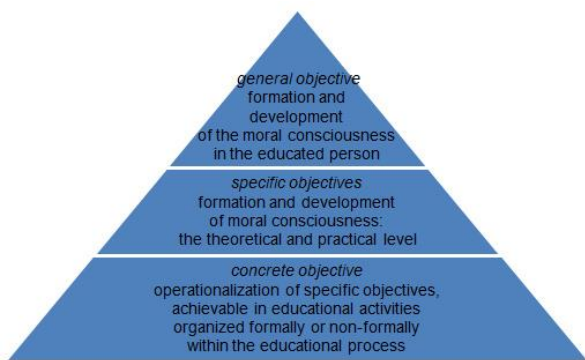 general objective
formation and
development
of the moral consciousness
in the educated person
specific objectives
formation and development
of moral consciousness:
the theoretical and practical level
concrete objective
operationalization of specific objectives,
achievable in educational activities
organized formally or non-formally
within the educational process